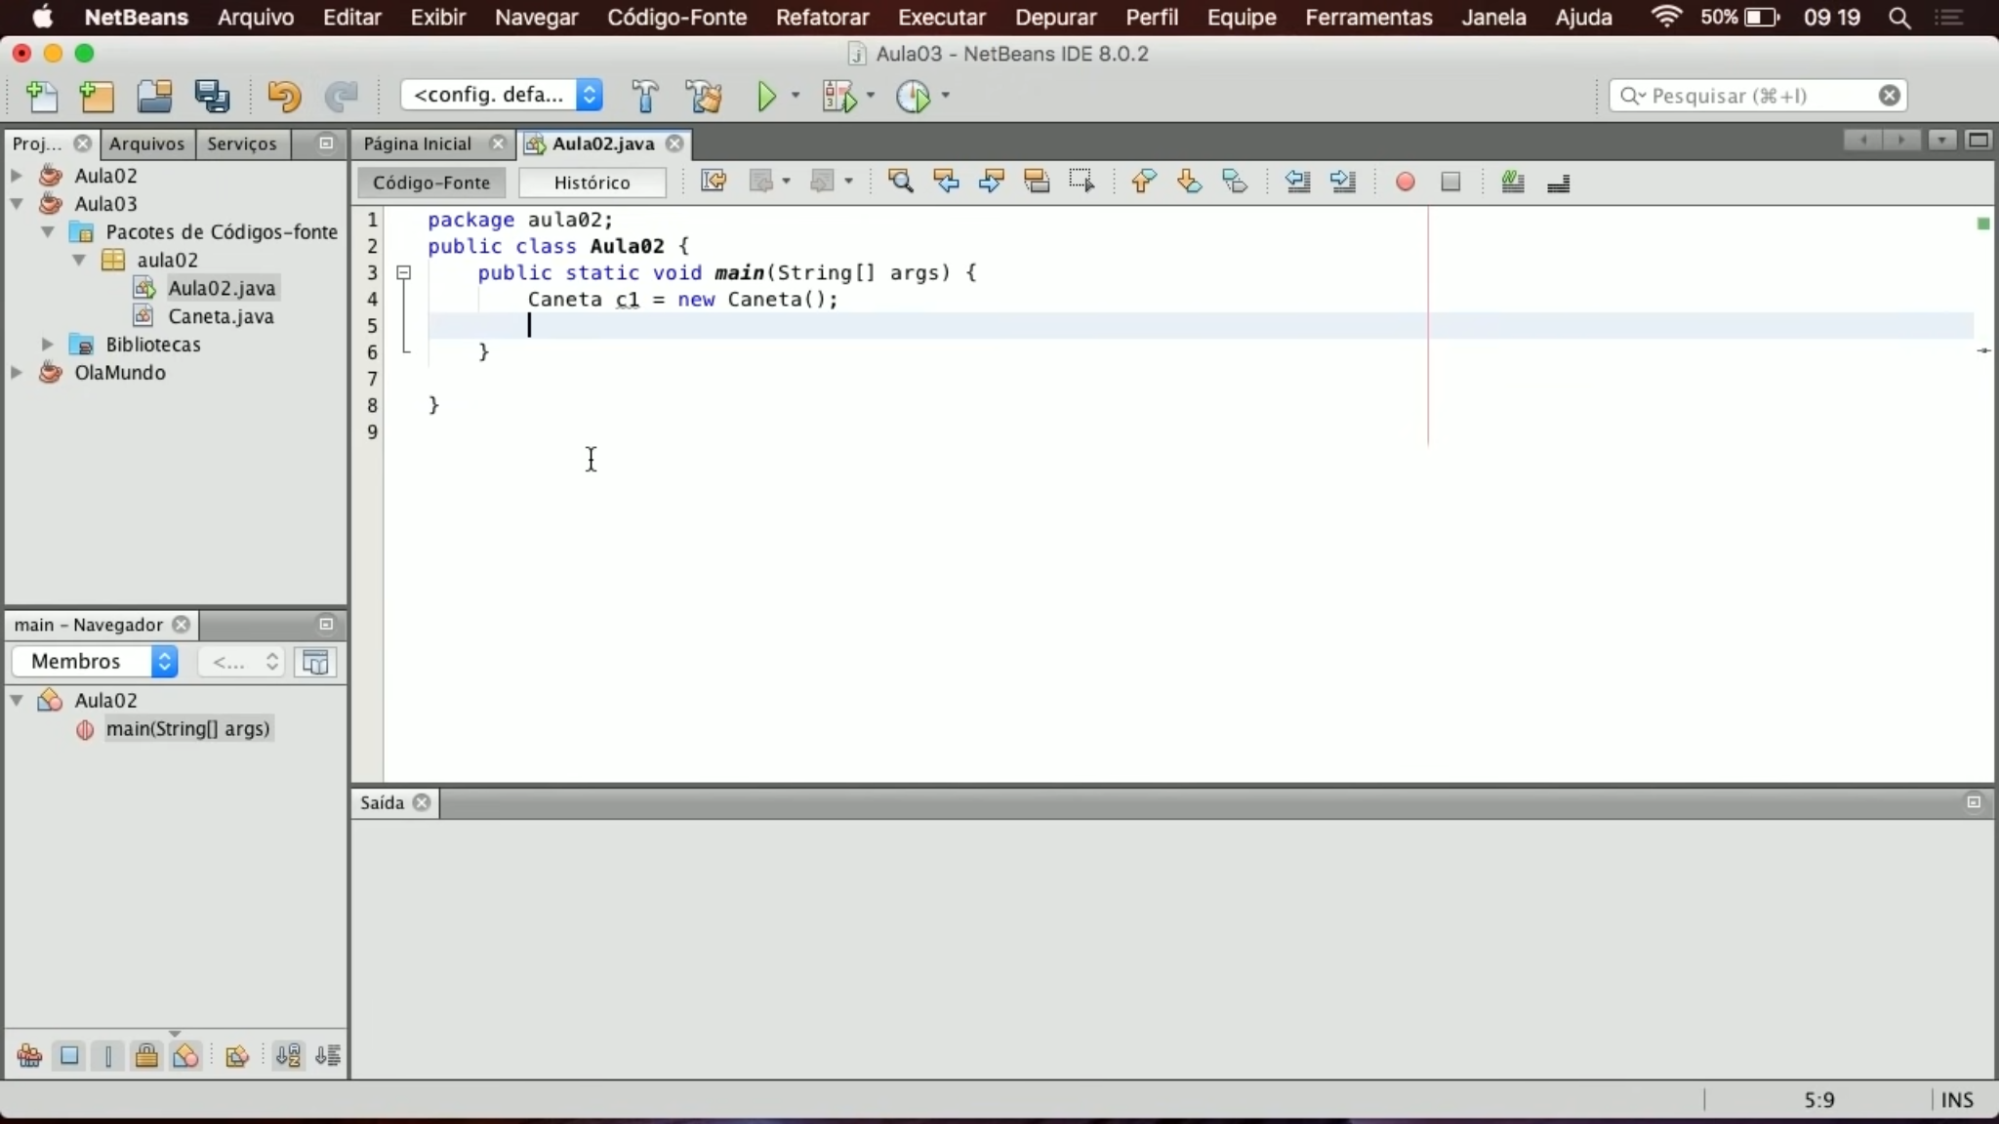 NetBeans Arquivo Editar Exibir Navegar Código-Fonte Refatorar Executar Depurar Perfil Equipe Ferramentas Janela Ajuda 50% 09 19
Aula03 - NetBeans IDE 8.0.2
<config. defa... Pesquisar (⌘+I)
Proj... Arquivos Serviços
Aula02
Aula03
Pacotes de Códigos-fonte
aula02
Aula02.java
Caneta.java
Bibliotecas
OlaMundo
Página Inicial Aula02.java
Código-Fonte Histórico
1 package aula02;
2 public class Aula02 {
3 public static void main(String[] args) {
4 Caneta c1 = new Caneta();
5
6 }
7
8 }
9
main - Navegador
Membros <...
Aula02
main(String[] args)
Saída
5:9 INS